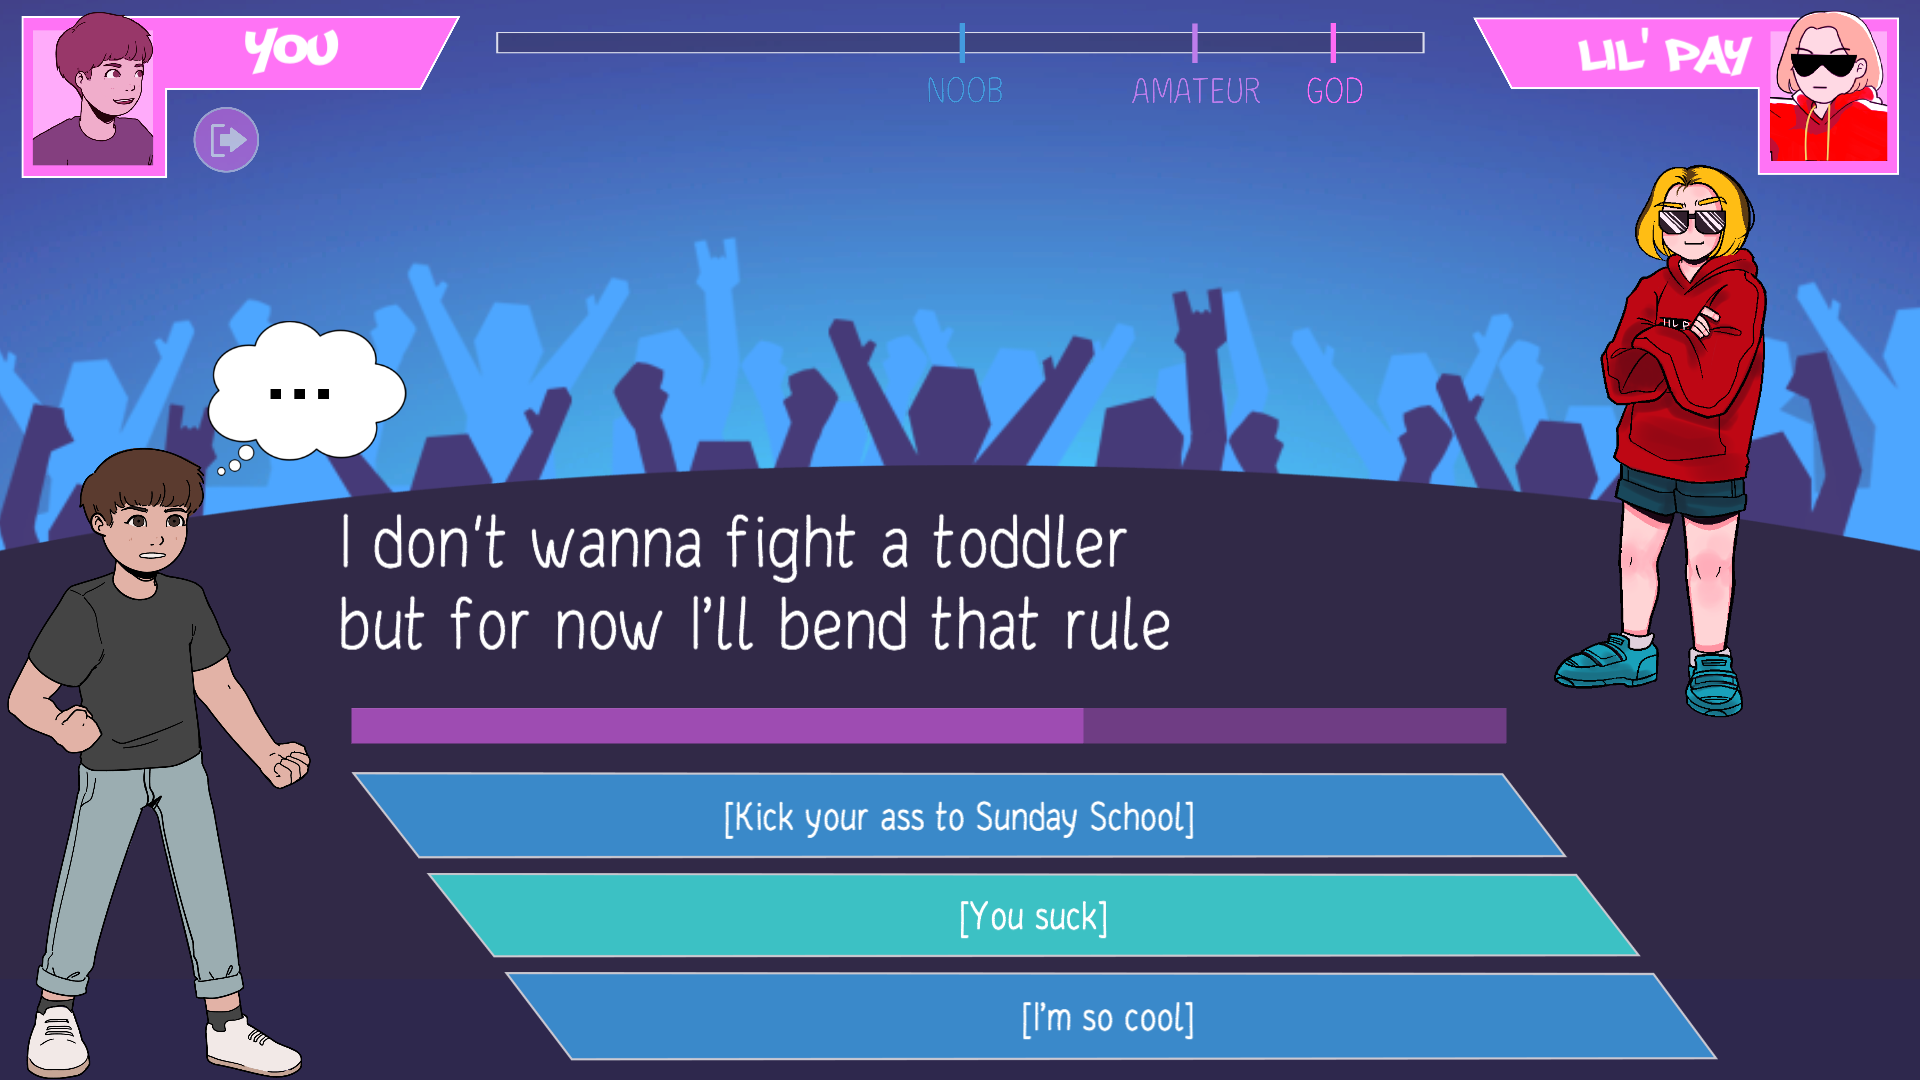 YOU
NOOB
AMATEUR
GOD
LIL' PAY
...
I don't wanna fight a toddler
but for now I'll bend that rule
[Kick your ass to Sunday School]
[You suck]
[I'm so cool]